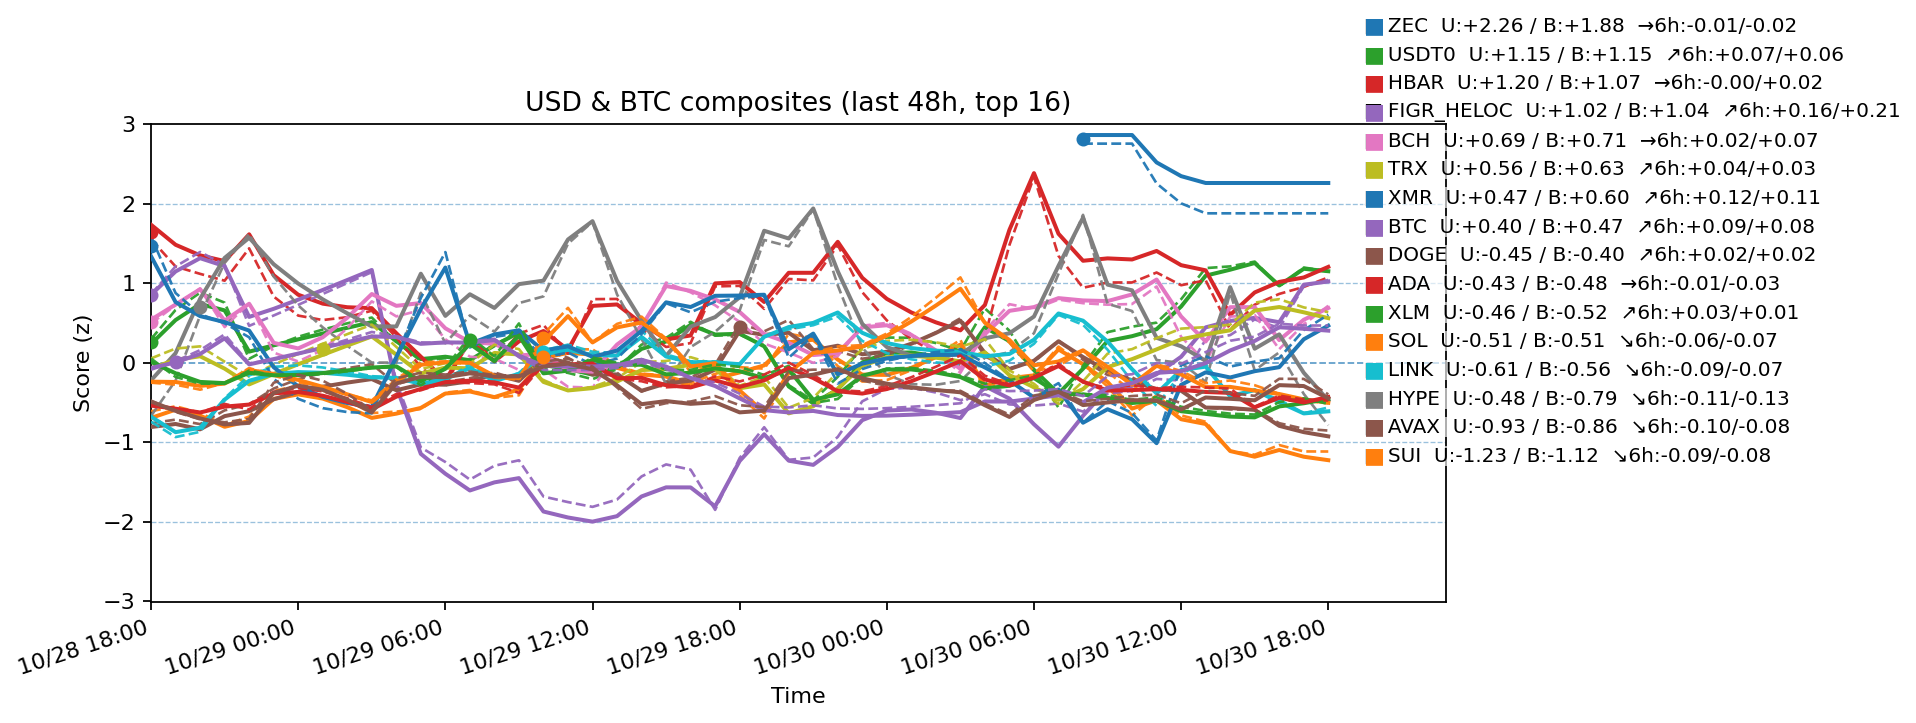 USD & BTC composites (last 48h, top 16)
ZEC U:+2.26 / B:+1.88 →6h:-0.01/-0.02
USDT0 U:+1.15 / B:+1.15 ↗6h:+0.07/+0.06
HBAR U:+1.20 / B:+1.07 →6h:-0.00/+0.02
FIGR_HELOC U:+1.02 / B:+1.04 ↗6h:+0.16/+0.21
BCH U:+0.69 / B:+0.71 →6h:+0.02/+0.07
TRX U:+0.56 / B:+0.63 ↗6h:+0.04/+0.03
XMR U:+0.47 / B:+0.60 ↗6h:+0.12/+0.11
BTC U:+0.40 / B:+0.47 ↗6h:+0.09/+0.08
DOGE U:-0.45 / B:-0.40 ↗6h:+0.02/+0.02
ADA U:-0.43 / B:-0.48 →6h:-0.01/-0.03
XLM U:-0.46 / B:-0.52 ↗6h:+0.03/+0.01
SOL U:-0.51 / B:-0.51 ↘6h:-0.06/-0.07
LINK U:-0.61 / B:-0.56 ↘6h:-0.09/-0.07
HYPE U:-0.48 / B:-0.79 ↘6h:-0.11/-0.13
AVAX U:-0.93 / B:-0.86 ↘6h:-0.10/-0.08
SUI U:-1.23 / B:-1.12 ↘6h:-0.09/-0.08
Score (z)
3
2
1
0
−1
−2
−3
10/28 18:00
10/29 00:00
10/29 06:00
10/29 12:00
10/29 18:00
10/30 00:00
10/30 06:00
10/30 12:00
10/30 18:00
Time